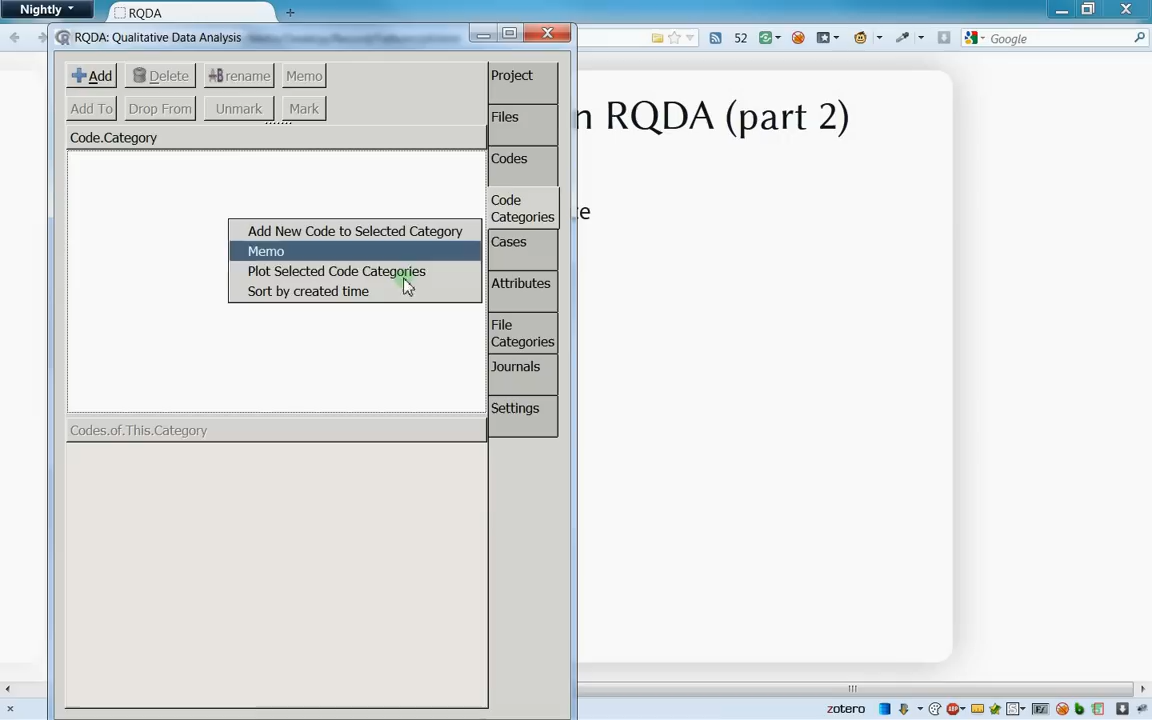 Nightly
RQDA
RQDA: Qualitative Data Analysis
52
Google
Add
Delete
rename
Memo
Add To
Drop From
Unmark
Mark
Code.Category
Add New Code to Selected Category
Memo
Plot Selected Code Categories
Sort by created time
Codes.of.This.Category
Project
Files
Codes
Code
Categories
Cases
Attributes
File
Categories
Journals
Settings
n RQDA (part 2)
zotero
ABP